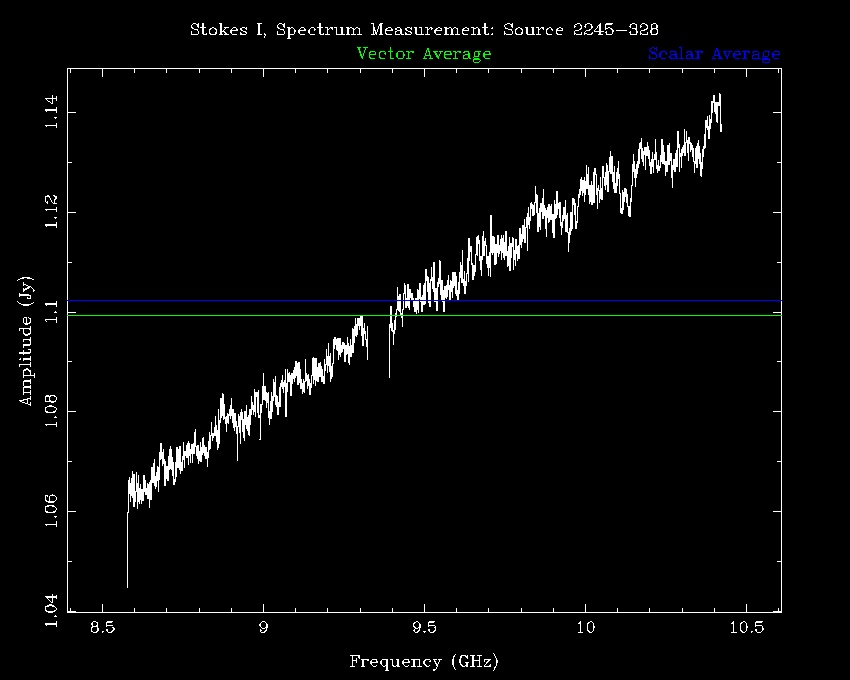 Stokes I, Spectrum Measurement: Source 2245−328
Vector Average Scalar Average
1.14
1.12
1.1
1.08
1.06
1.04
Amplitude (Jy)
8.5 9 9.5 10 10.5
Frequency (GHz)